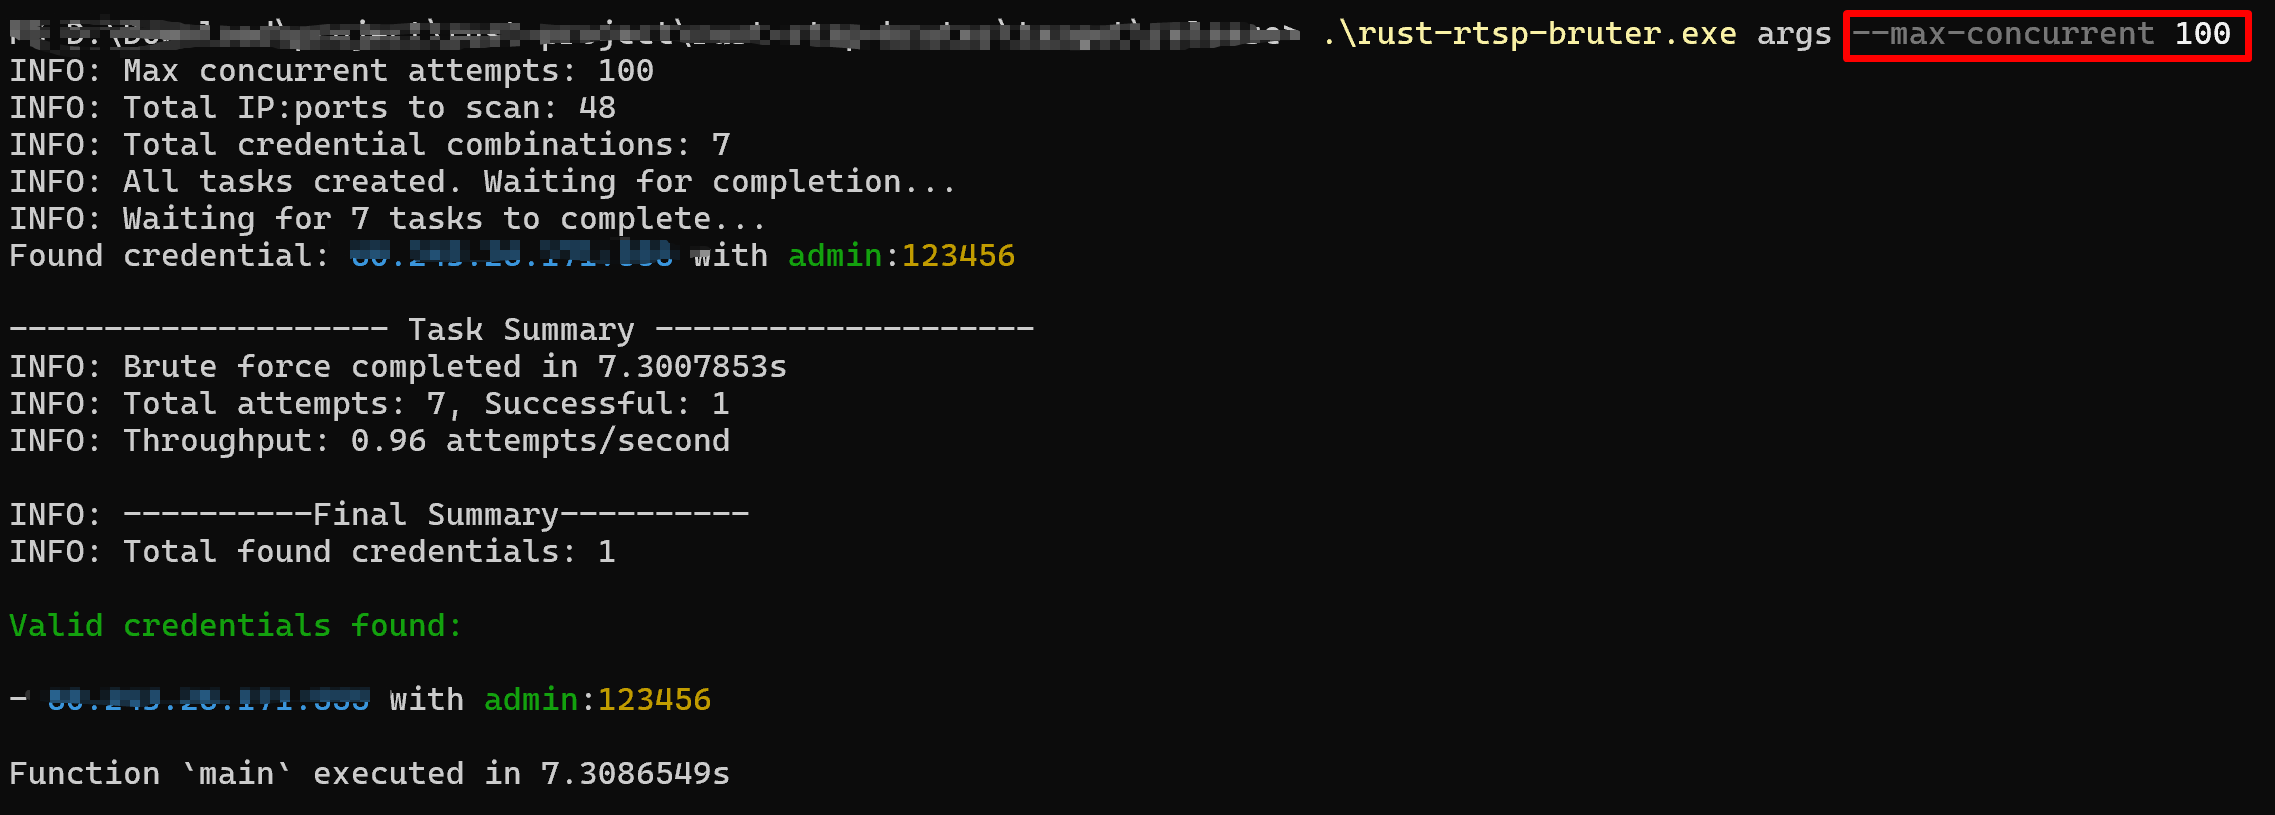 .\rust-rtsp-bruter.exe args --max-concurrent 100
INFO: Max concurrent attempts: 100
INFO: Total IP:ports to scan: 48
INFO: Total credential combinations: 7
INFO: All tasks created. Waiting for completion...
INFO: Waiting for 7 tasks to complete...
Found credential: with admin:123456
-------------------- Task Summary --------------------
INFO: Brute force completed in 7.3007853s
INFO: Total attempts: 7, Successful: 1
INFO: Throughput: 0.96 attempts/second
INFO: ----------Final Summary----------
INFO: Total found credentials: 1
Valid credentials found:
- with admin:123456
Function `main` executed in 7.3086549s